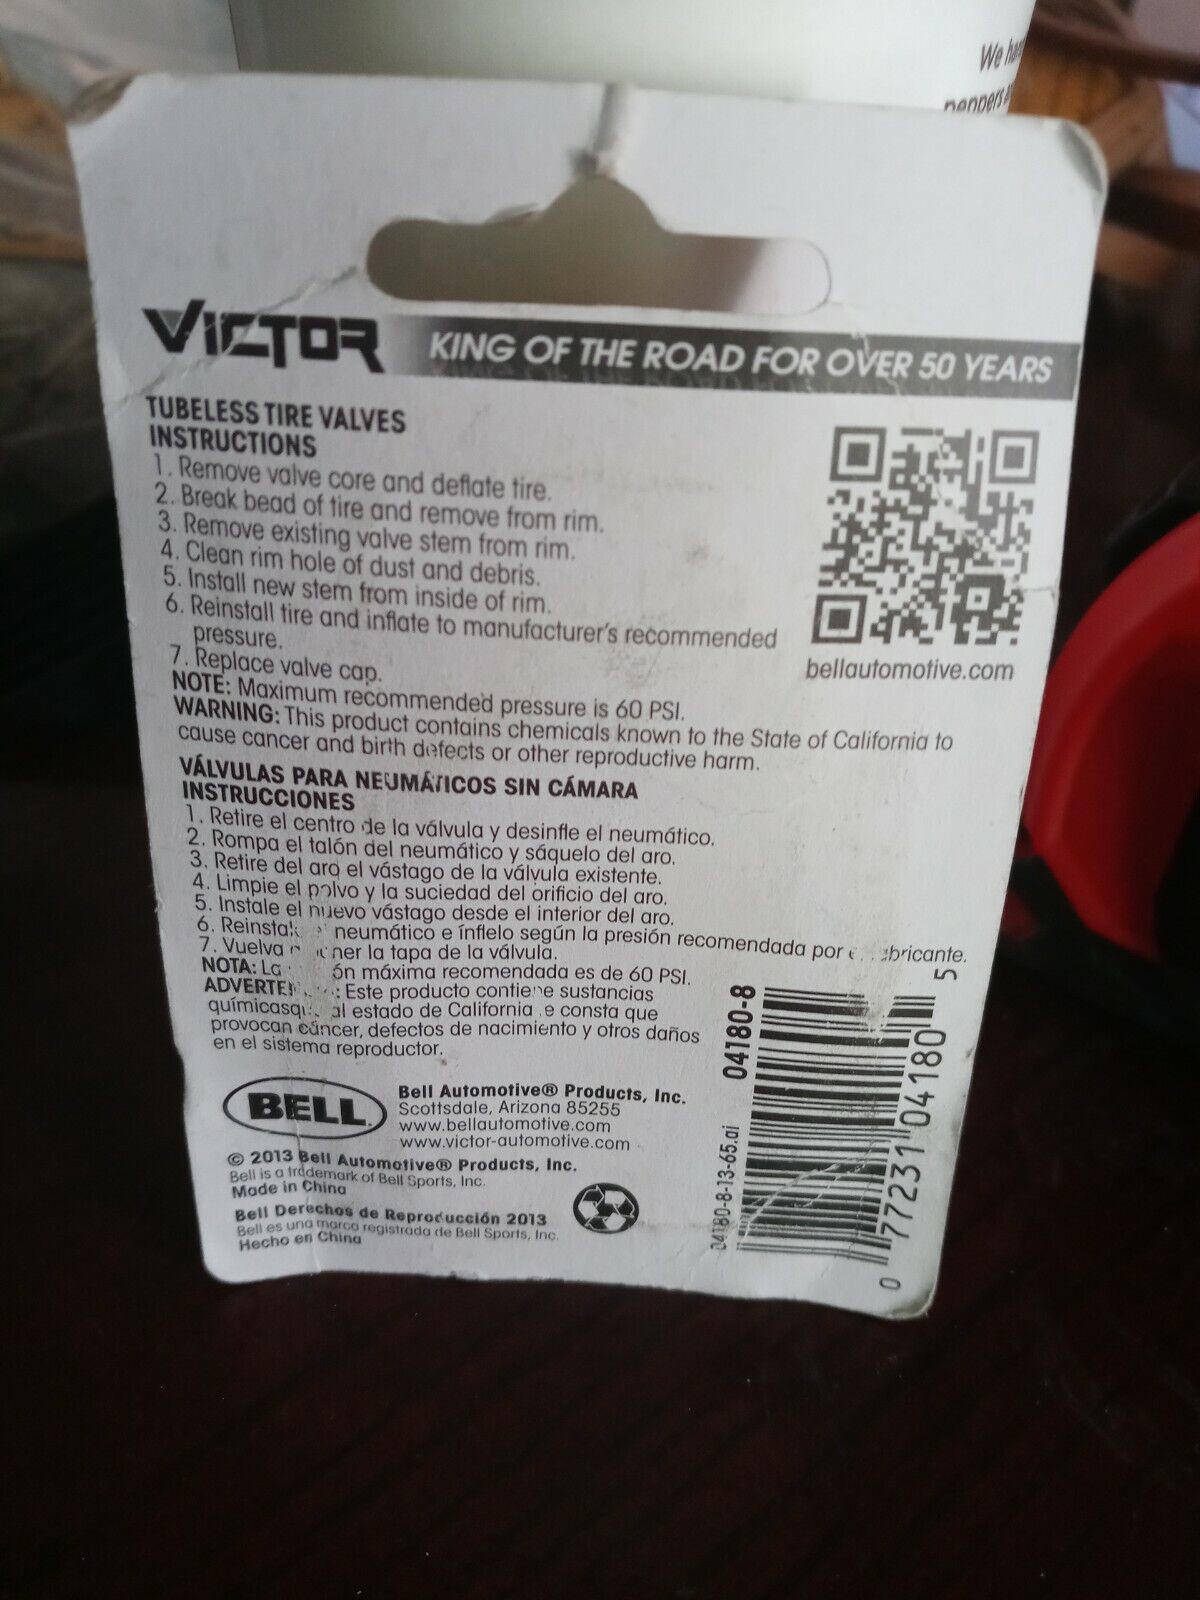 We
peppers
VICTOR
KING OF THE ROAD FOR OVER 50 YEARS
TUBELESS TIRE VALVES
INSTRUCTIONS
1. Remove valve core and deflate tire.
2. Break bead of tire and remove from rim.
3. Remove existing valve stem from rim.
4. Clean rim hole of dust and debris.
5. Install new stem from inside of rim.
6. Reinstall tire and inflate to manufacturer's recommended
pressure.
7. Replace valve cap.
NOTE: Maximum recommended pressure is 60 PSI.
WARNING: This product contains chemicals known to the State of California to
cause cancer and birth defects or other reproductive harm.
bellautomotive.com
VÁLVULAS PARA NEUMÁTICOS SIN CÁMARA
INSTRUCCIONES
1. Retire el centro de la válvula y desinfle el neumático.
2. Rompa el talón del neumático y sáquelo del aro.
3. Retire del aro el vástago de la válvula existente.
4. Limpie el polvo y la suciedad del orificio del aro.
5. Instale el nuevo vástago desde el interior del aro.
6. neumático e ínflelo según la presión recomendada por
7. Vuelva la tapa de la válvula.
NOTA: La máxima recomendada es de 60 PSI.
Este producto contiene sustancias
al estado de California consta que
provocan cáncer, defectos de nacimiento y otros daños
en el sistema reproductor.
BELL
Bell Automotive® Products, Inc.
Scottsdale, Arizona 85255
www.bellautomotive.com
www.victor-automotive.com
© 2013 Bell Automotive® Products, Inc.
Bell is a trademark of Bell Sports, Inc.
Made in China
Bell Derechos de Reproducción 2013
Bell es una marca registrada de Bell Sports, Inc.
Hecho en China
04180-8
04180-8-13-65.ai
0 77231 04180 5